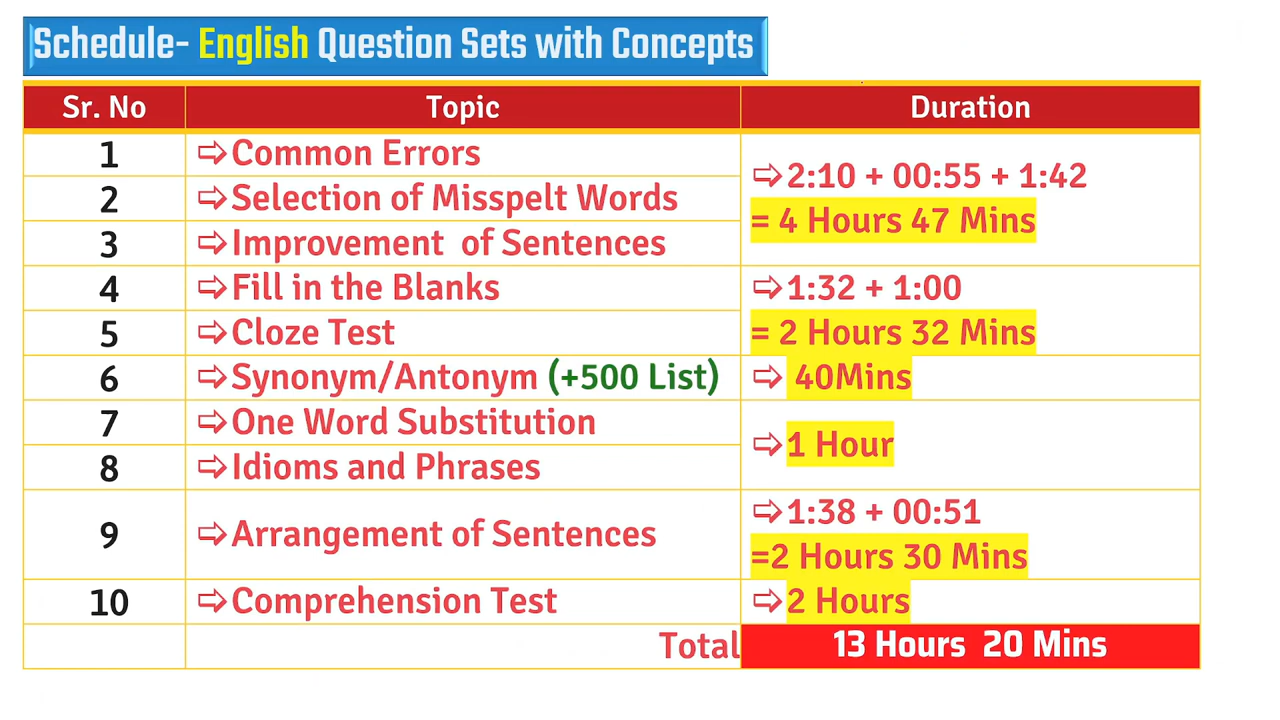 Schedule- English Question Sets with Concepts
Sr. No Topic Duration
1 ⇨Common Errors
⇨2:10 + 00:55 + 1:42
2 ⇨Selection of Misspelt Words
= 4 Hours 47 Mins
3 ⇨Improvement of Sentences
4 ⇨Fill in the Blanks ⇨1:32 + 1:00
5 ⇨Cloze Test = 2 Hours 32 Mins
6 ⇨Synonym/Antonym (+500 List) ⇨ 40Mins
7 ⇨One Word Substitution
⇨1 Hour
8 ⇨Idioms and Phrases
⇨1:38 + 00:51
9 ⇨Arrangement of Sentences
=2 Hours 30 Mins
10 ⇨Comprehension Test ⇨2 Hours
Total 13 Hours 20 Mins